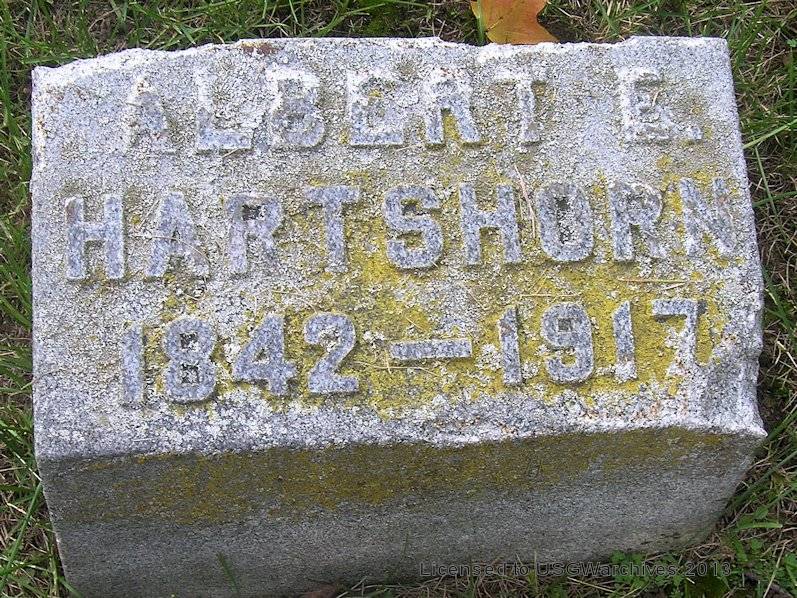 ALBERT E.
HARTSHORN
1842—1917
Licensed to USGWarchives 2013